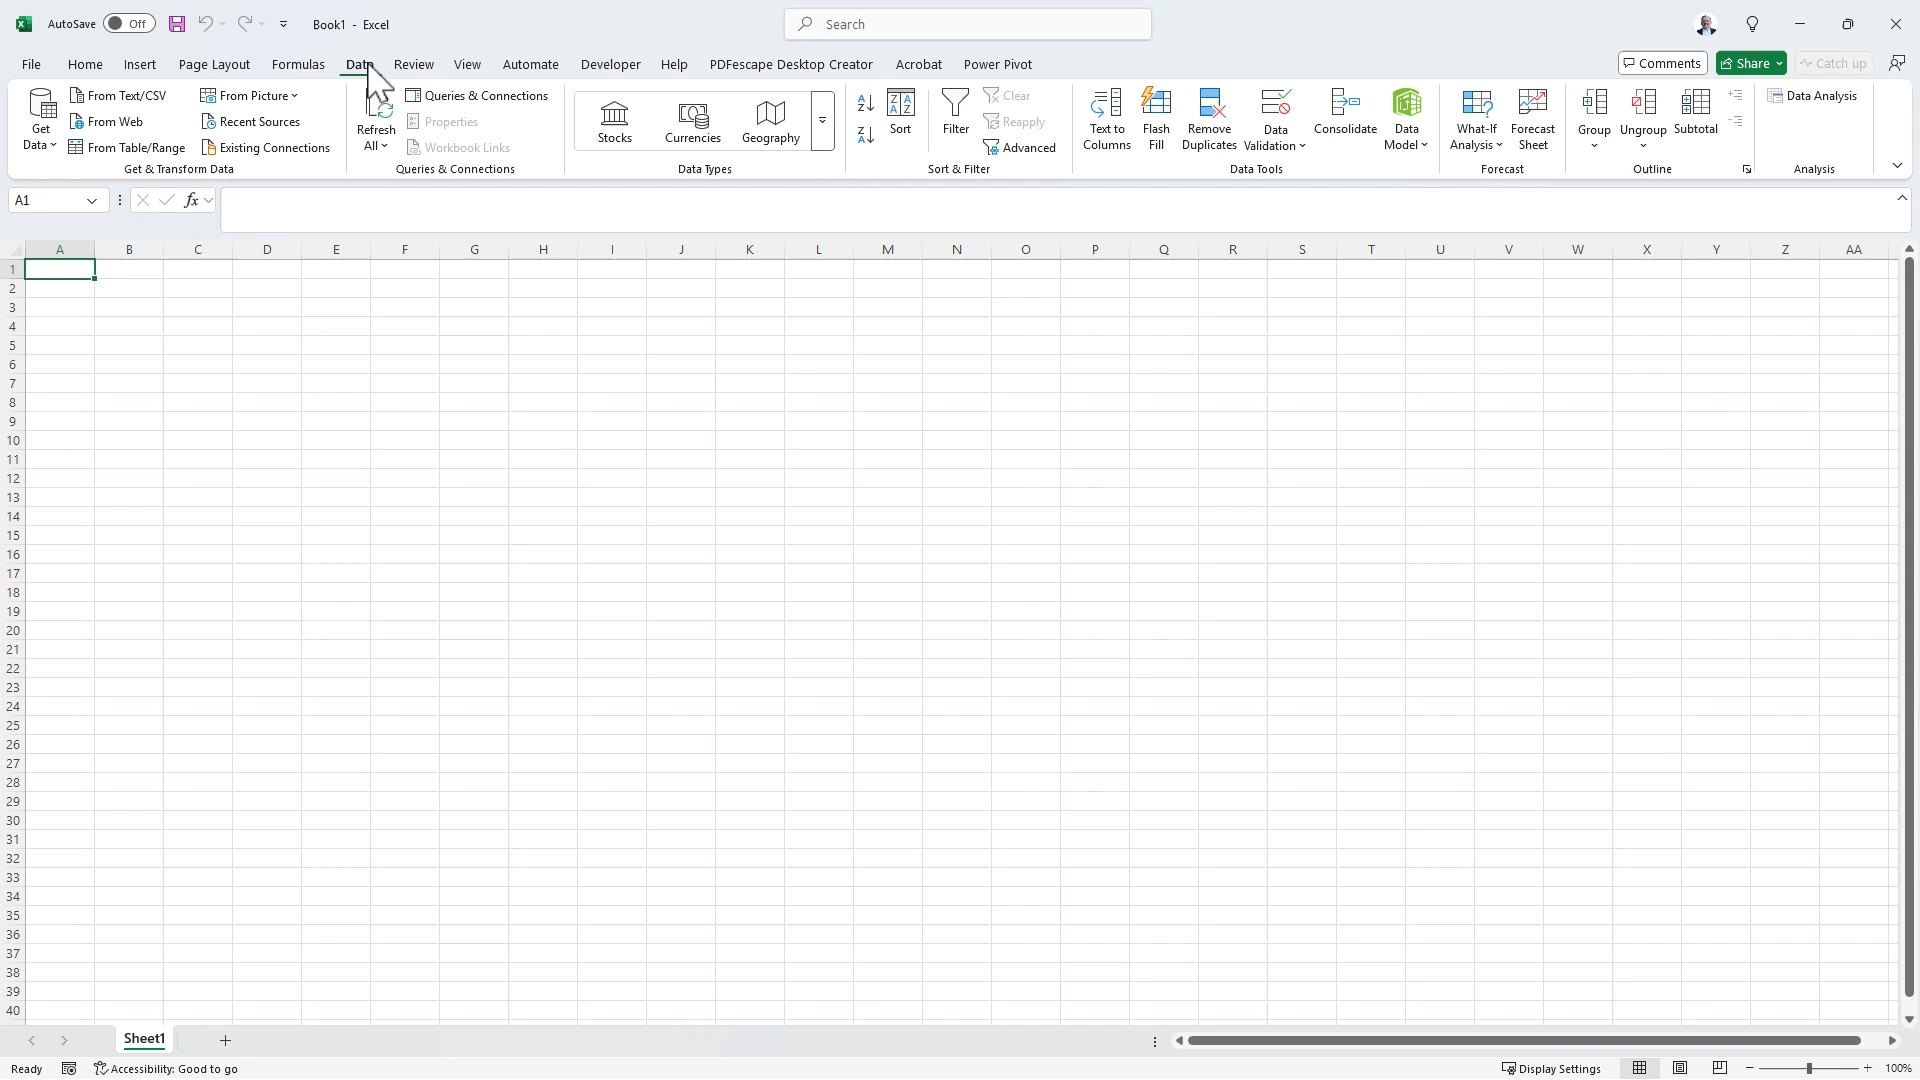 AutoSave Off Book1 - Excel Search
File Home Insert Page Layout Formulas Data Review View Automate Developer Help PDFescape Desktop Creator Acrobat Power Pivot Comments Share Catch up
Get Data
From Text/CSV
From Web
From Table/Range
From Picture
Recent Sources
Existing Connections
Get & Transform Data
Refresh All
Queries & Connections
Properties
Workbook Links
Queries & Connections
Stocks Currencies Geography
Data Types
Sort
Filter
Clear
Reapply
Advanced
Sort & Filter
Text to Columns
Flash Fill
Remove Duplicates
Data Validation
Consolidate
Data Model
Data Tools
What-If Analysis
Forecast Sheet
Forecast
Group
Ungroup
Subtotal
Outline
Data Analysis
Analysis
A1 fx
A B C D E F G H I J K L M N O P Q R S T U V W X Y Z AA
1
2
3
4
5
6
7
8
9
10
11
12
13
14
15
16
17
18
19
20
21
22
23
24
25
26
27
28
29
30
31
32
33
34
35
36
37
38
39
40
Sheet1 +
Ready Accessibility: Good to go Display Settings − + 100%